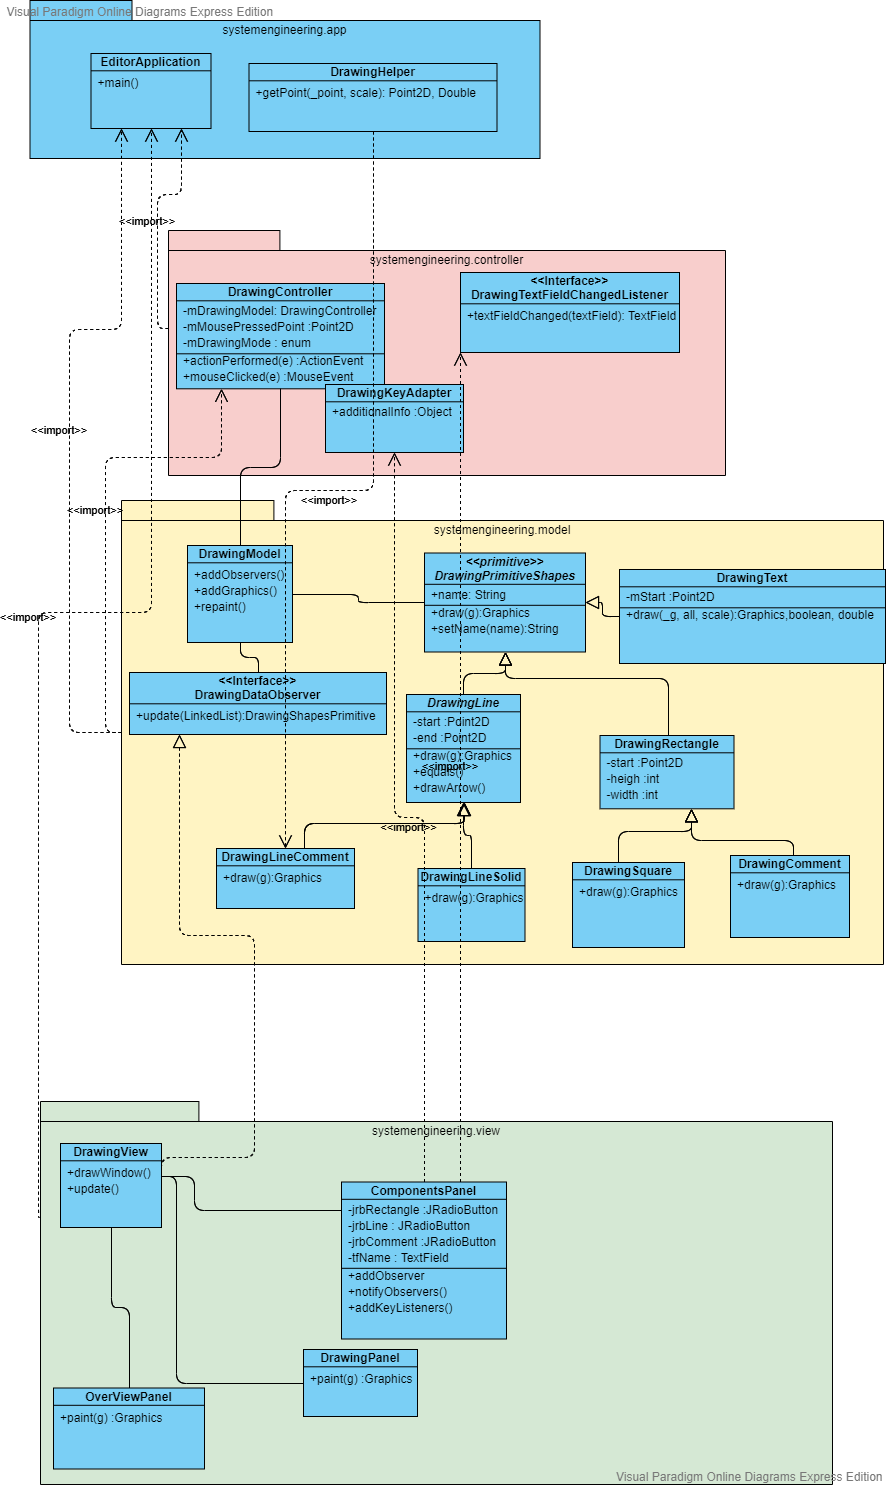 Visual Paradigm Online Diagrams Express Edition
systemengineering.app
EditorApplication
+main()
DrawingHelper
+getPoint(_point, scale): Point2D, Double
<<import>>
systemengineering.controller
DrawingController
-mDrawingModel: DrawingController
-mMousePressedPoint :Point2D
-mDrawingMode : enum
+actionPerformed(e) :ActionEvent
+mouseClicked(e) :MouseEvent
<<Interface>>
DrawingTextFieldChangedListener
+textFieldChanged(textField): TextField
DrawingKeyAdapter
+additionalInfo :Object
<<import>>
<<import>>
<<import>>
systemengineering.model
DrawingModel
+addObservers()
+addGraphics()
+repaint()
<<primitive>>
DrawingPrimitiveShapes
+name: String
+draw(g):Graphics
+setName(name):String
DrawingText
-mStart :Point2D
+draw(_g, all, scale):Graphics,boolean, double
<<import>>
<<Interface>>
DrawingDataObserver
+update(LinkedList):DrawingShapesPrimitive
DrawingLine
-start :Point2D
-end :Point2D
+draw(g):Graphics
+equals()
+drawArrow()
<<import>>
DrawingRectangle
-start :Point2D
-heigh :int
-width :int
<<import>>
DrawingLineComment
+draw(g):Graphics
DrawingLineSolid
+draw(g):Graphics
DrawingSquare
+draw(g):Graphics
DrawingComment
+draw(g):Graphics
systemengineering.view
DrawingView
+drawWindow()
+update()
ComponentsPanel
-jrbRectangle :JRadioButton
-jrbLine : JRadioButton
-jrbComment :JRadioButton
-tfName : TextField
+addObserver
+notifyObservers()
+addKeyListeners()
DrawingPanel
+paint(g) :Graphics
OverViewPanel
+paint(g) :Graphics
Visual Paradigm Online Diagrams Express Edition